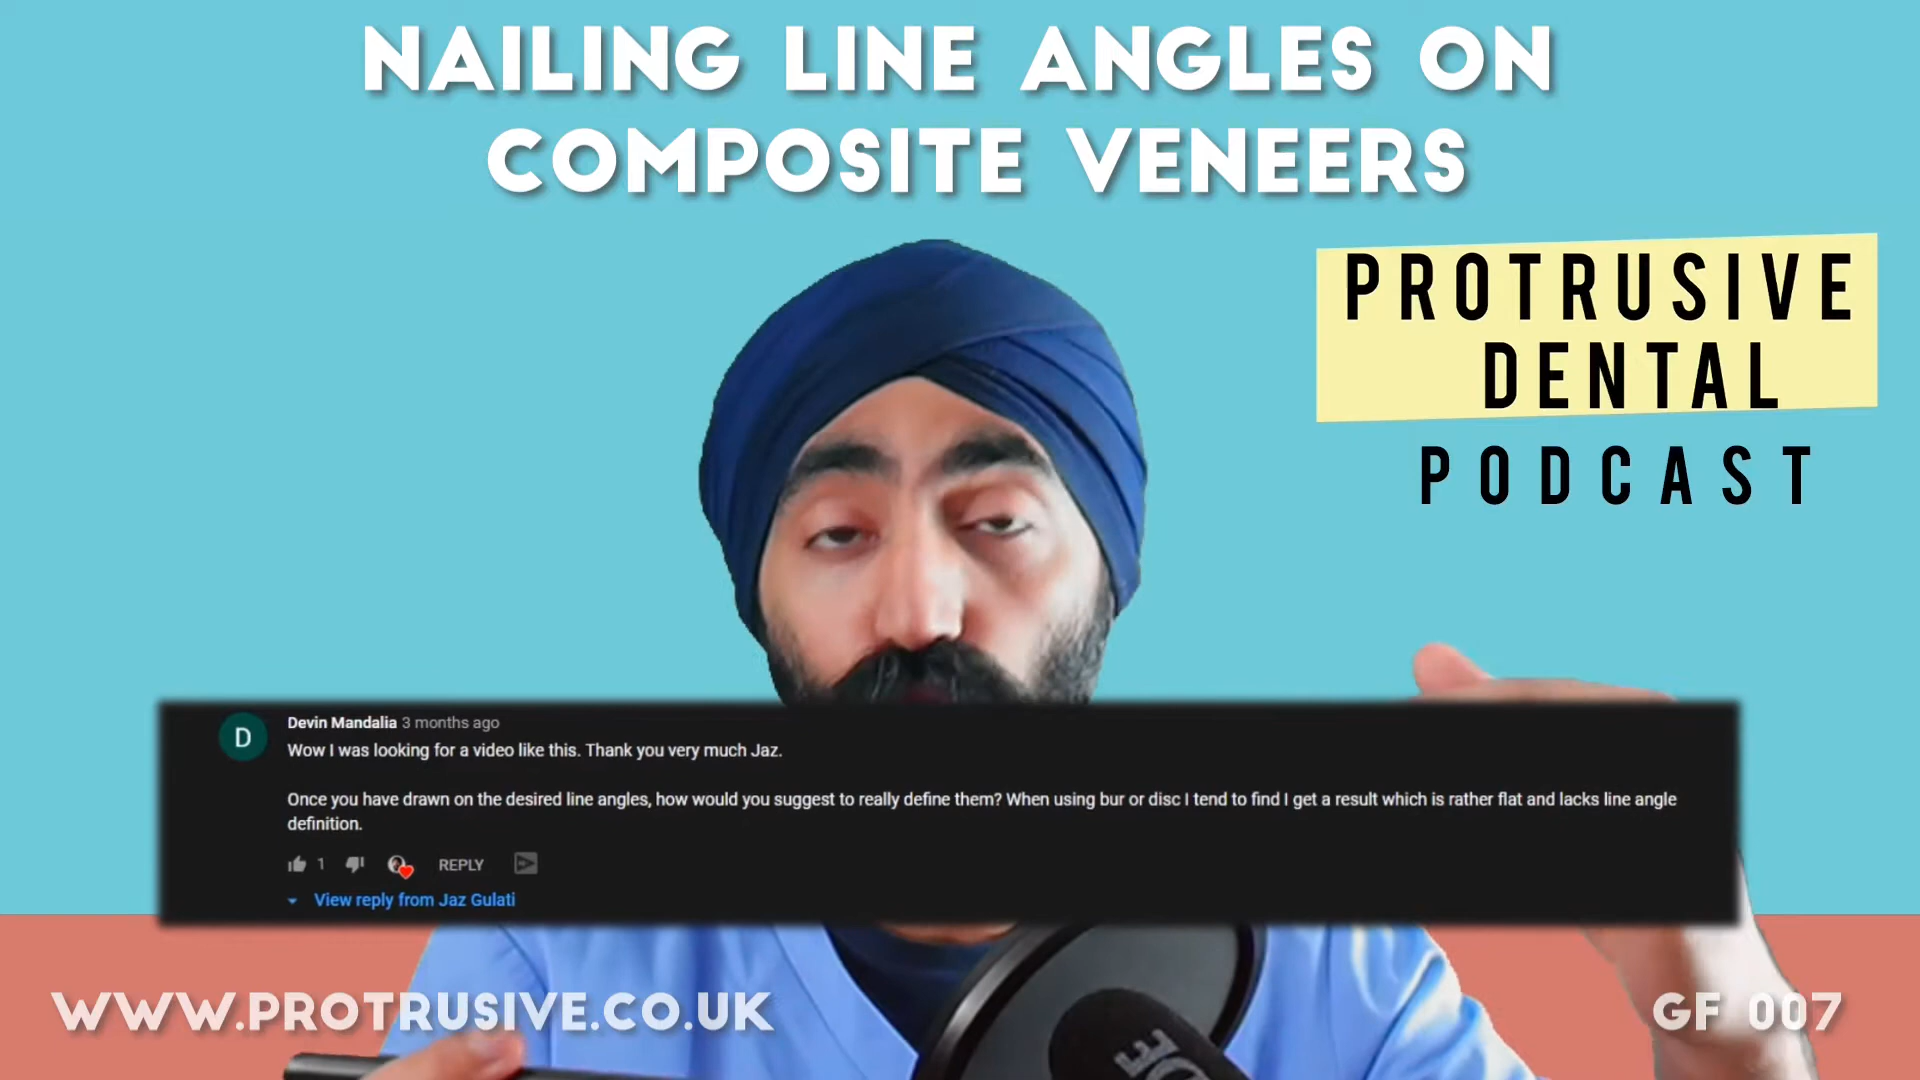 NAILING LINE ANGLES ON
COMPOSITE VENEERS
PROTRUSIVE
DENTAL
PODCAST
D
Devin Mandalia 3 months ago
Wow I was looking for a video like this. Thank you very much Jaz.
Once you have drawn on the desired line angles, how would you suggest to really define them? When using bur or disc I tend to find I get a result which is rather flat and lacks line angle
definition.
1
REPLY
View reply from Jaz Gulati
WWW.PROTRUSIVE.CO.UK
GF 007